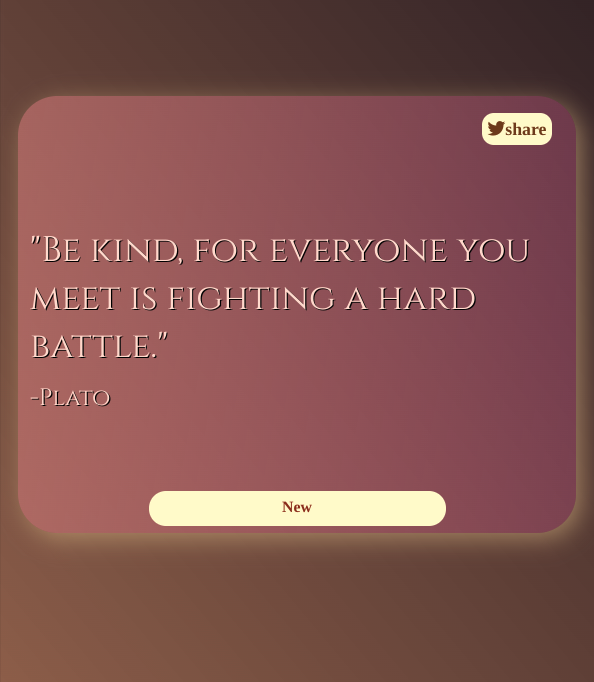 share
"Be kind, for everyone you
meet is fighting a hard
battle."
-Plato
New